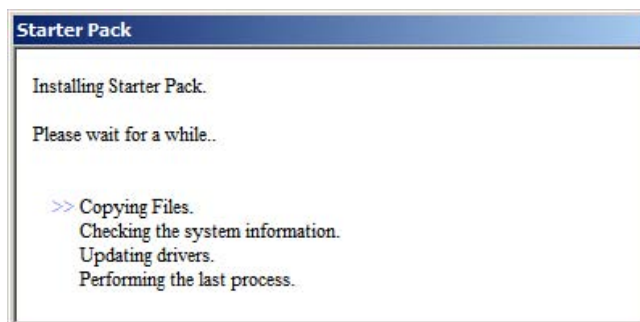 Starter Pack
Installing Starter Pack.
Please wait for a while..
>> Copying Files.
Checking the system information.
Updating drivers.
Performing the last process.